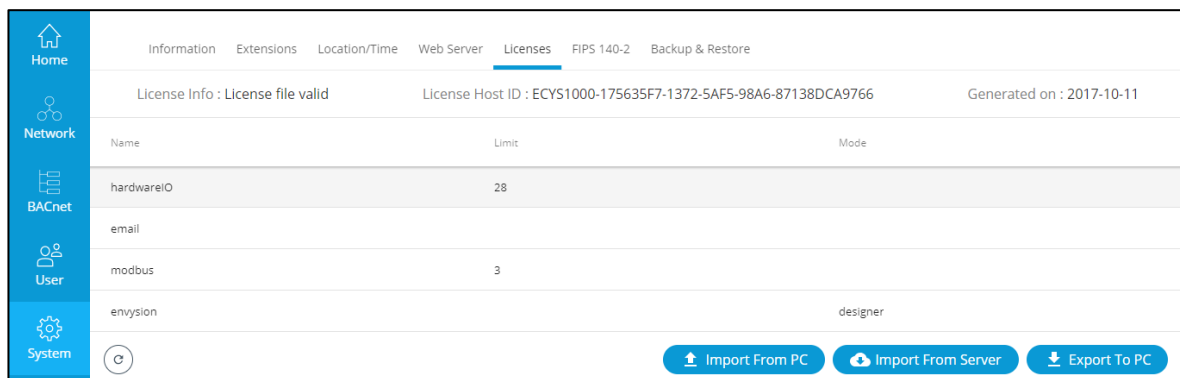 Home
Network
BACnet
User
System
Information Extensions Location/Time Web Server Licenses FIPS 140-2 Backup & Restore
License Info : License file valid License Host ID : ECYS1000-175635F7-1372-5AF5-98A6-87138DCA9766 Generated on : 2017-10-11
Name Limit Mode
hardwareIO 28
email
modbus 3
envysion designer
Import From PC Import From Server Export To PC